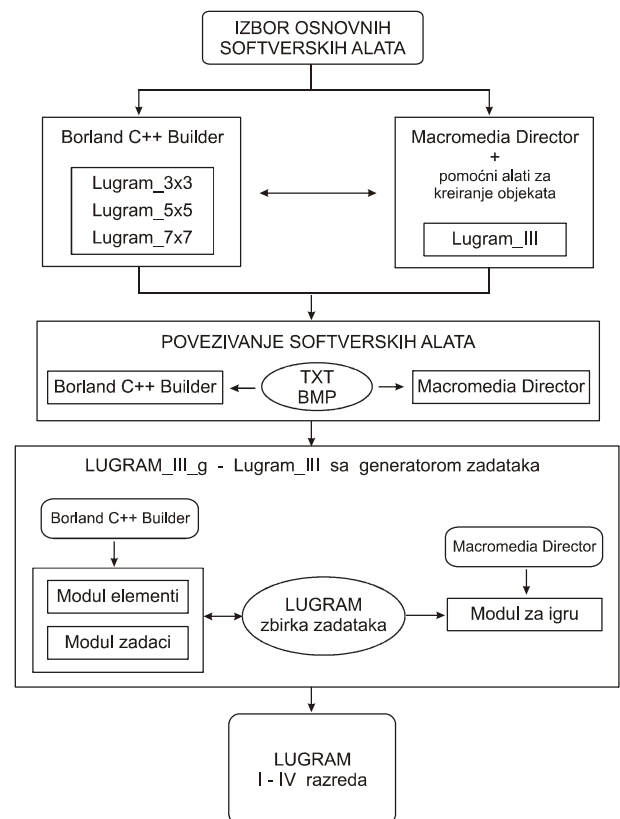 IZBOR OSNOVNIH
SOFTVERSKIH ALATA
Borland C++ Builder
Lugram_3x3
Lugram_5x5
Lugram_7x7
Macromedia Director
+
pomoćni alati za
kreiranje objekata
Lugram_III
POVEZIVANJE SOFTVERSKIH ALATA
Borland C++ Builder
TXT
BMP
Macromedia Director
LUGRAM_III_g - Lugram_III sa generatorom zadataka
Borland C++ Builder
Modul elementi
Modul zadaci
LUGRAM
zbirka zadataka
Macromedia Director
Modul za igru
LUGRAM
I - IV razreda